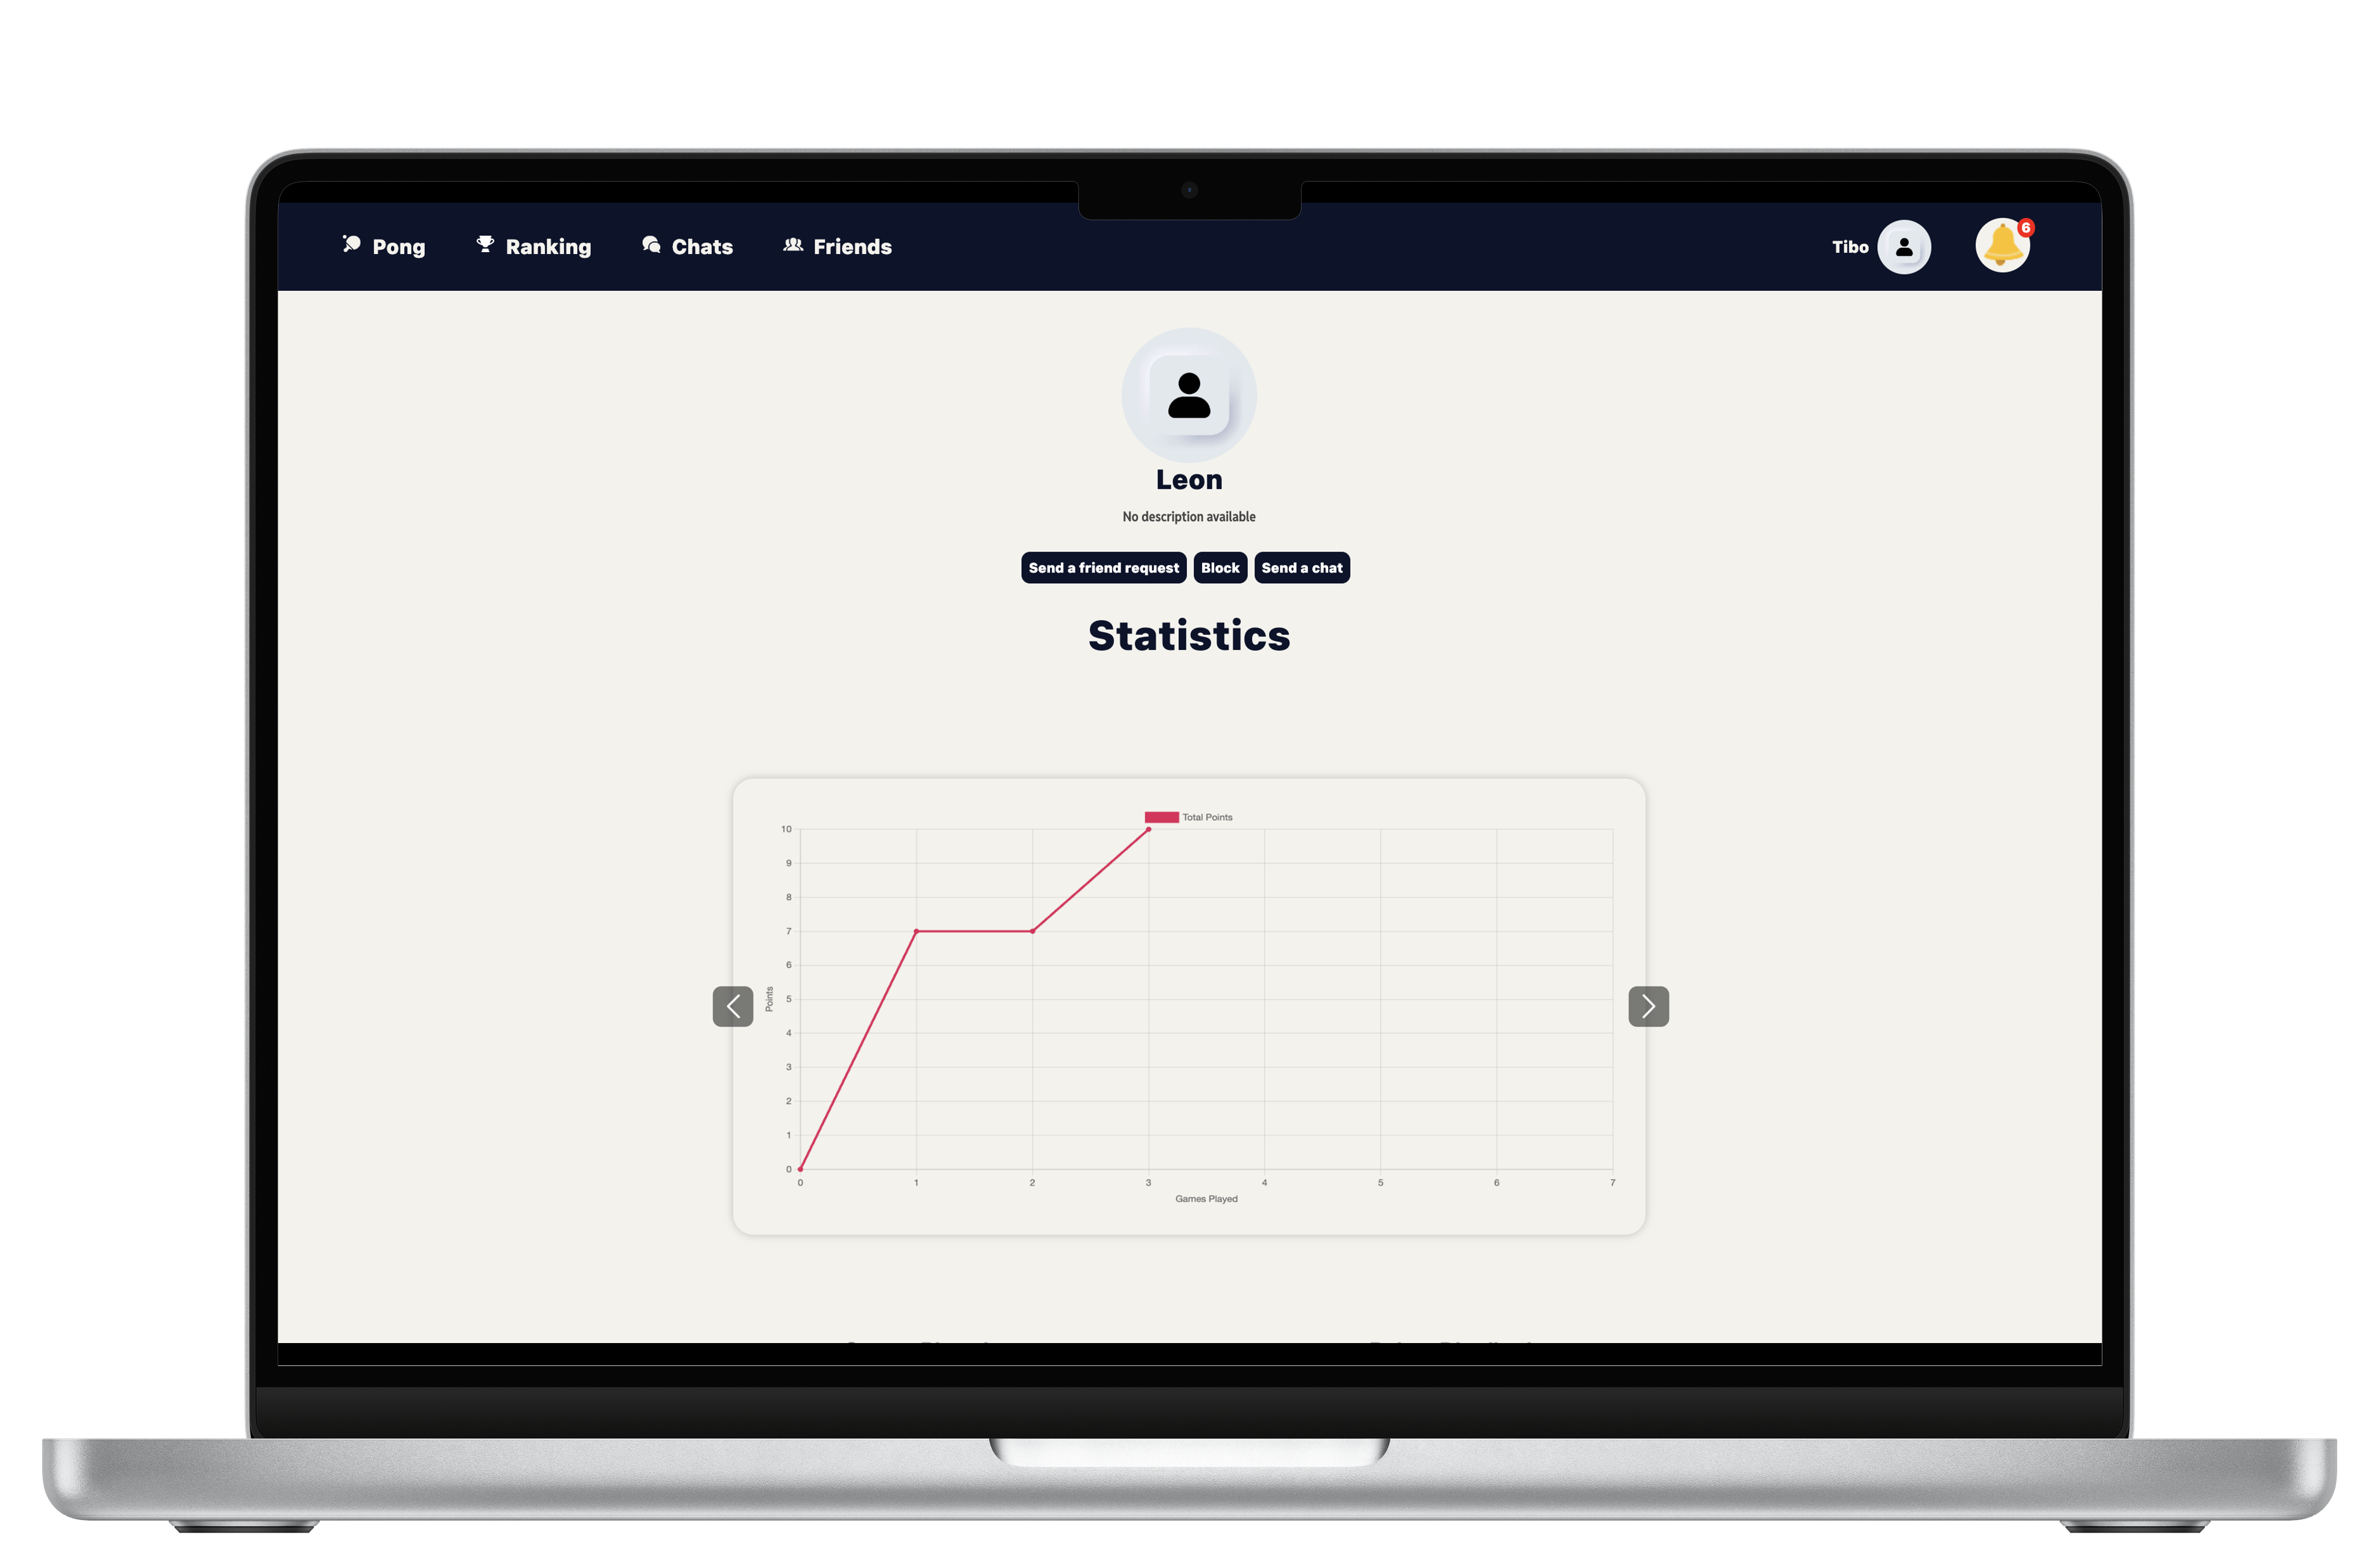 Pong Ranking Chats Friends Tibo 6
Leon
No description available
Send a friend request Block Send a chat
Statistics
Total Points
10
9
8
7
6
5
Points
4
3
2
1
0
0 1 2 3 4 5 6 7
Games Played